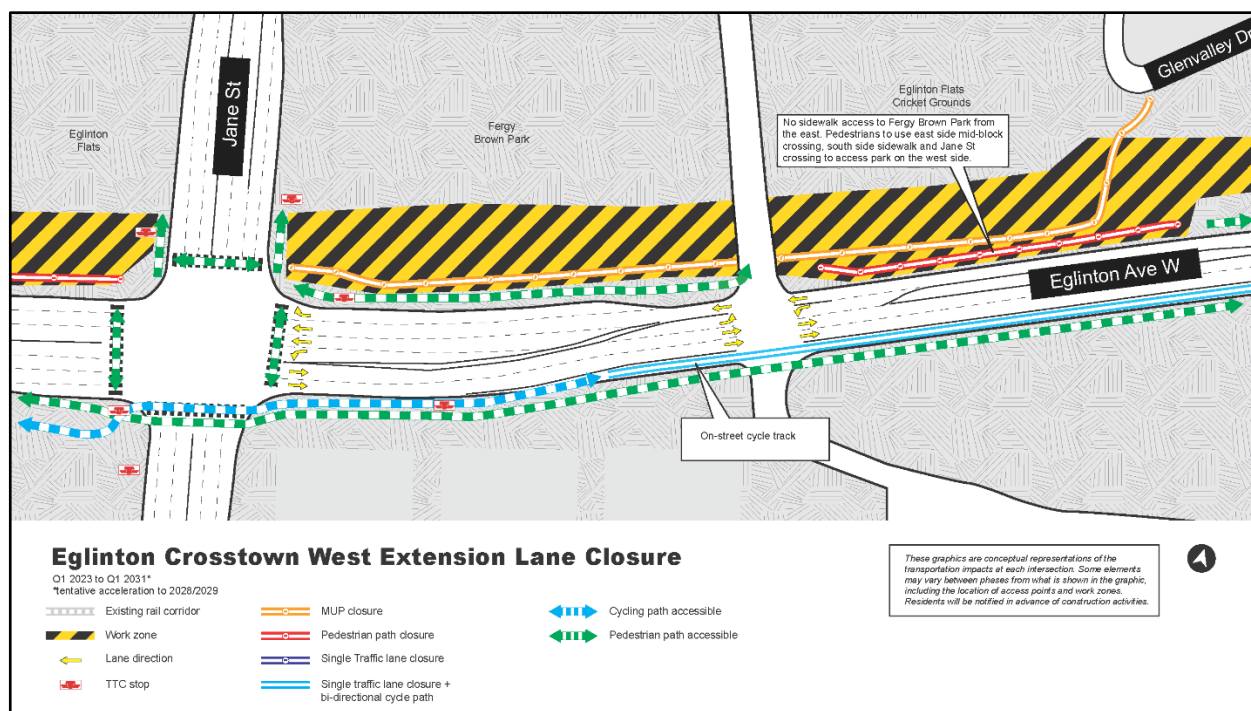 Jane St
Glenvalley Dr
Eglinton
Flats
Fergy
Brown Park
Eglinton Flats
Cricket Grounds
No sidewalk access to Fergy Brown Park from
the east. Pedestrians to use east side mid-block
crossing, south side sidewalk and Jane St
crossing to access park on the west side.
Eglinton Ave W
On-street cycle track
Eglinton Crosstown West Extension Lane Closure
Q1 2023 to Q1 2031*
*tentative acceleration to 2028/2029
Existing rail corridor
Work zone
Lane direction
TTC stop
MUP closure
Pedestrian path closure
Single Traffic lane closure
Single traffic lane closure +
bi-directional cycle path
Cycling path accessible
Pedestrian path accessible
These graphics are conceptual representations of the
transportation impacts at each intersection. Some elements
may vary between phases from what is shown in the graphic,
including the location of access points and work zones.
Residents will be notified in advance of construction activities.